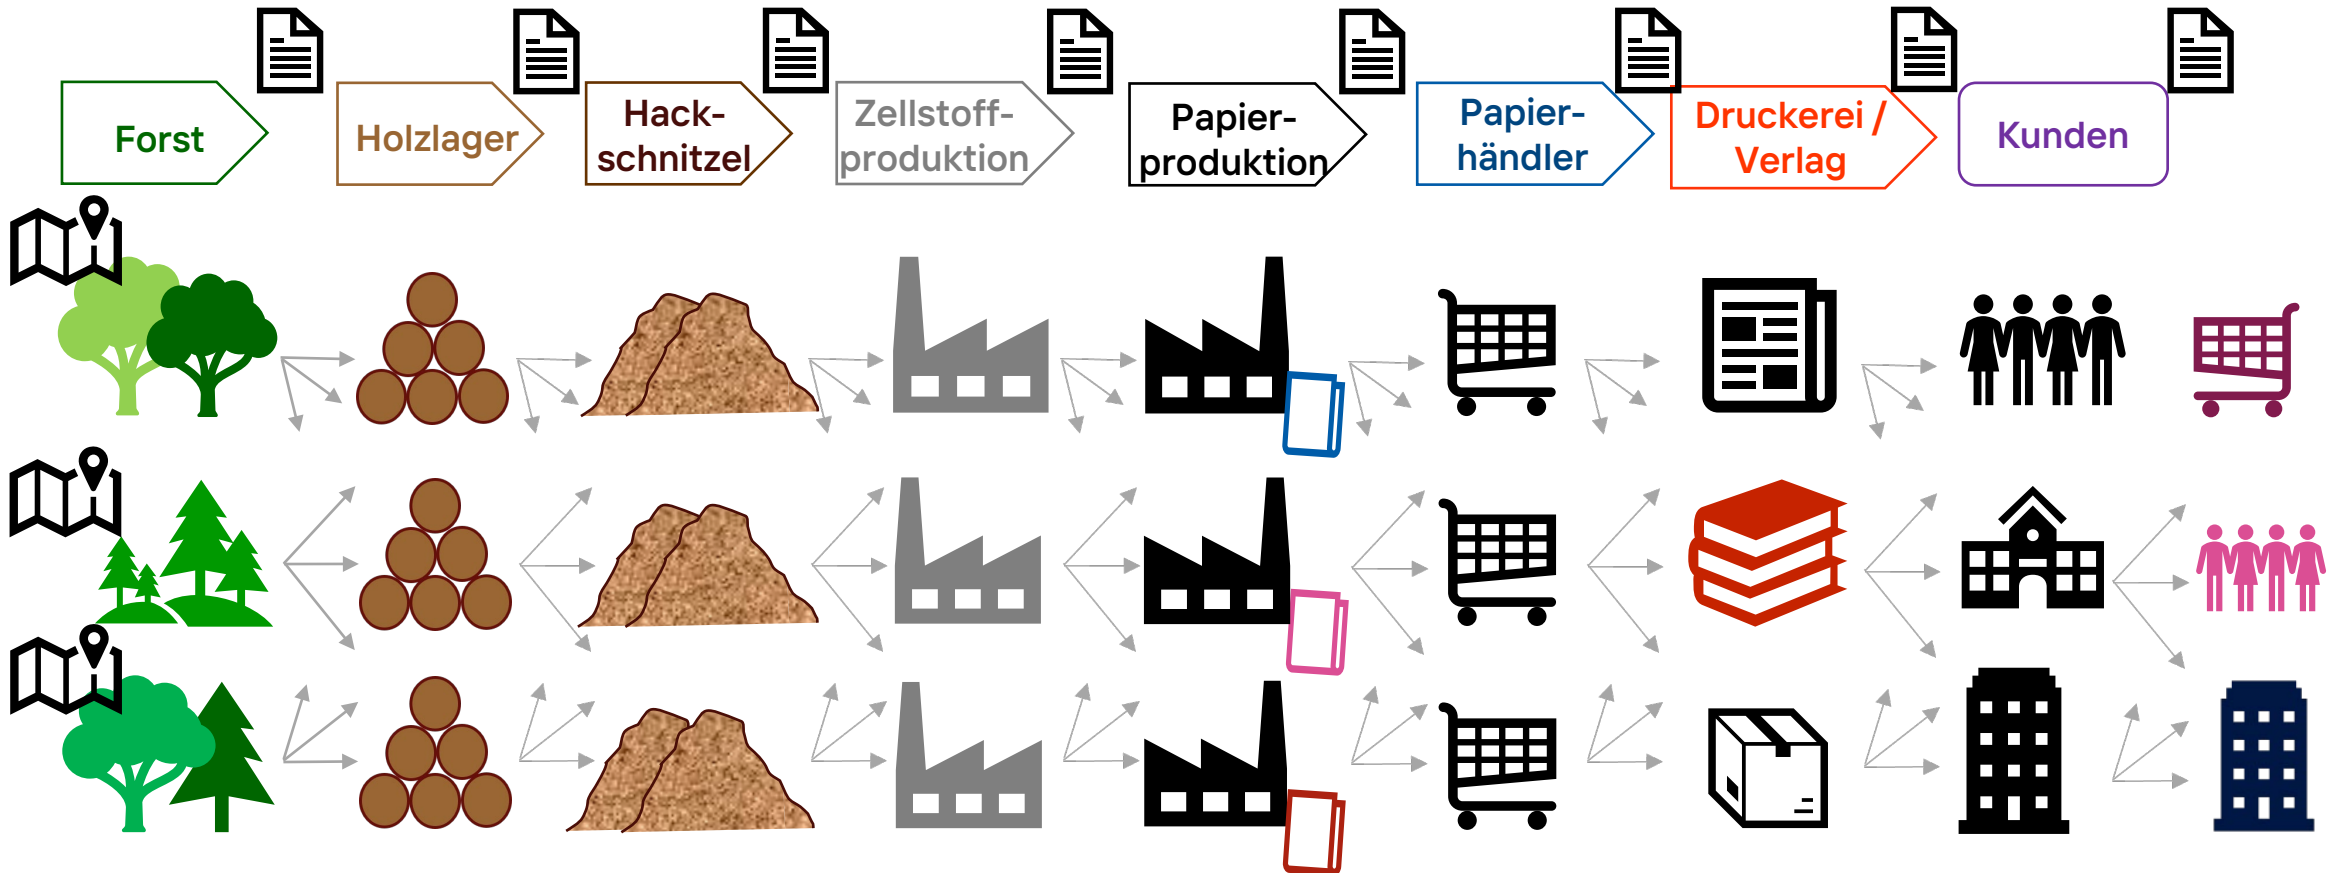 Forst
Holzlager
Hack-
schnitzel
Zellstoff-
produktion
Papier-
produktion
Papier-
händler
Druckerei /
Verlag
Kunden